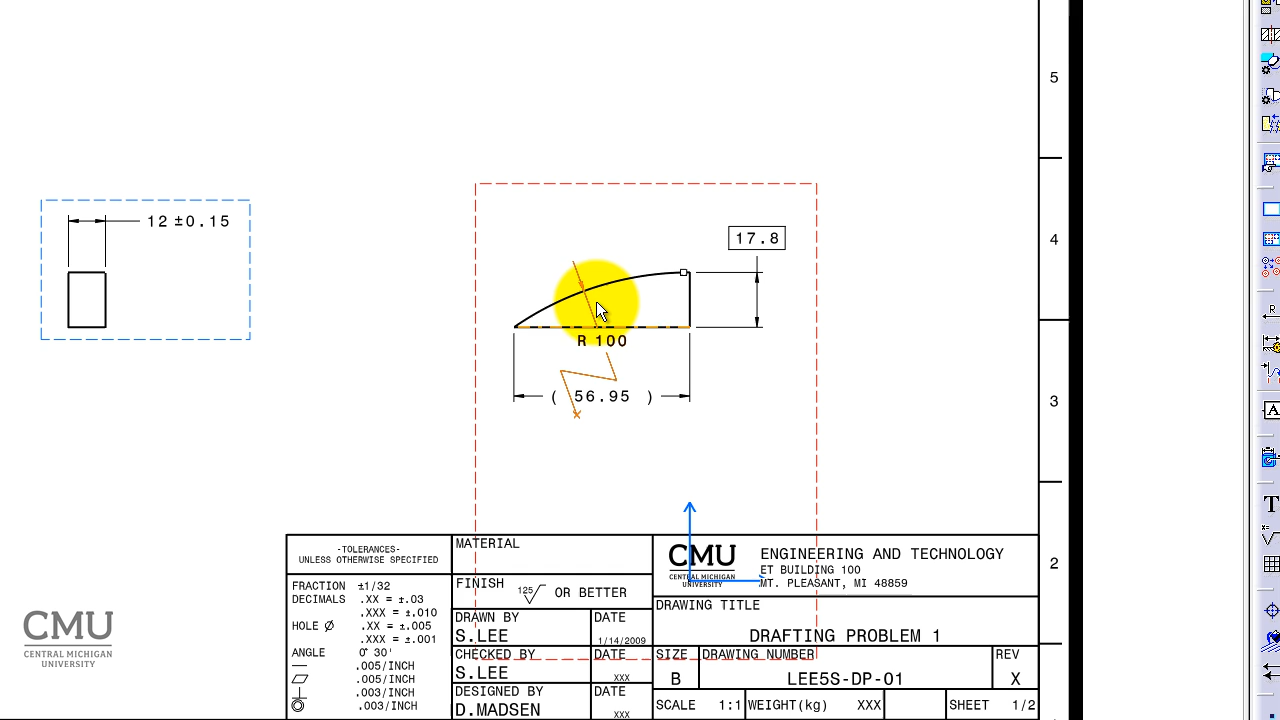 5
12 ±0.15
17.8
4
R 100
( 56.95 )
3
-TOLERANCES-
UNLESS OTHERWISE SPECIFIED
FRACTION ±1/32
DECIMALS .XX = ±.03
.XXX = ±.010
HOLE Ø .XX = ±.005
.XXX = ±.001
ANGLE 0° 30'
.005/INCH
.005/INCH
.003/INCH
.003/INCH
MATERIAL
FINISH 125 OR BETTER
DRAWN BY DATE
S.LEE 1/14/2009
CHECKED BY DATE
S.LEE XXX
DESIGNED BY DATE
D.MADSEN XXX
CMU
CENTRAL MICHIGAN
UNIVERSITY
ENGINEERING AND TECHNOLOGY
ET BUILDING 100
MT. PLEASANT, MI 48859
2
DRAWING TITLE
DRAFTING PROBLEM 1
SIZE DRAWING NUMBER REV
B LEE5S-DP-01 X
SCALE 1:1 WEIGHT(kg) XXX SHEET 1/2
CMU
CENTRAL MICHIGAN
UNIVERSITY
R
A
T